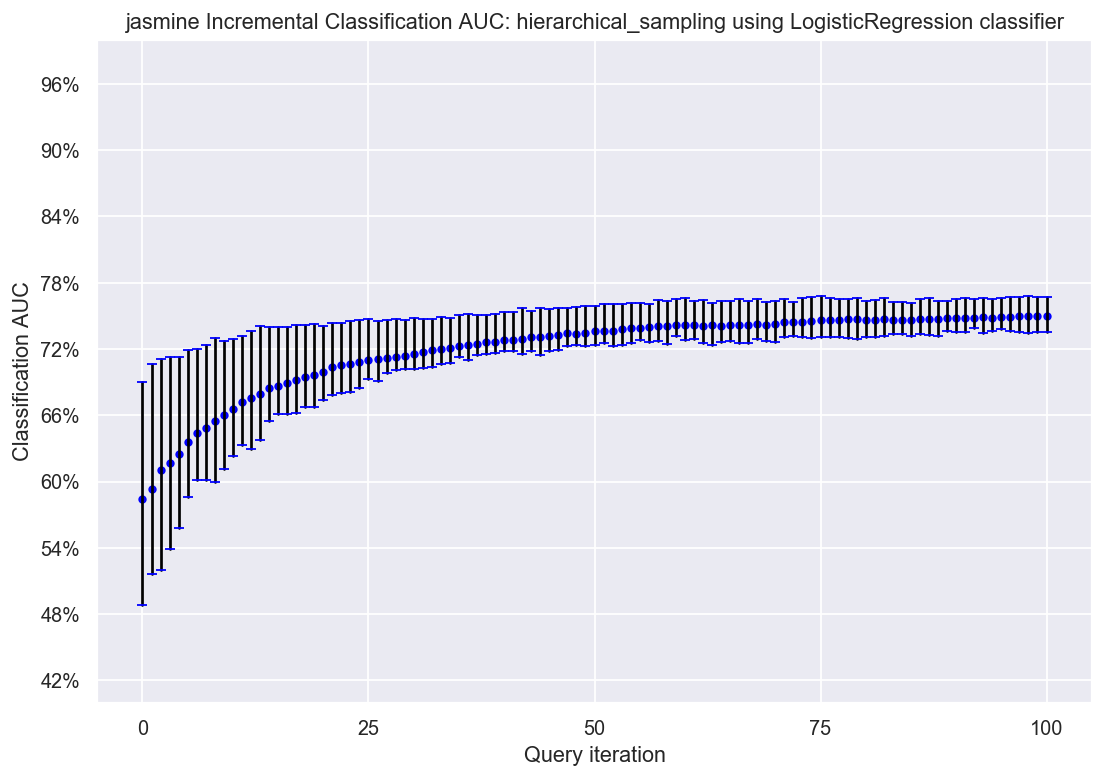 jasmine Incremental Classification AUC: hierarchical_sampling using LogisticRegression classifier
96%
90%
84%
78%
72%
66%
60%
54%
48%
42%
Classification AUC
0 25 50 75 100
Query iteration